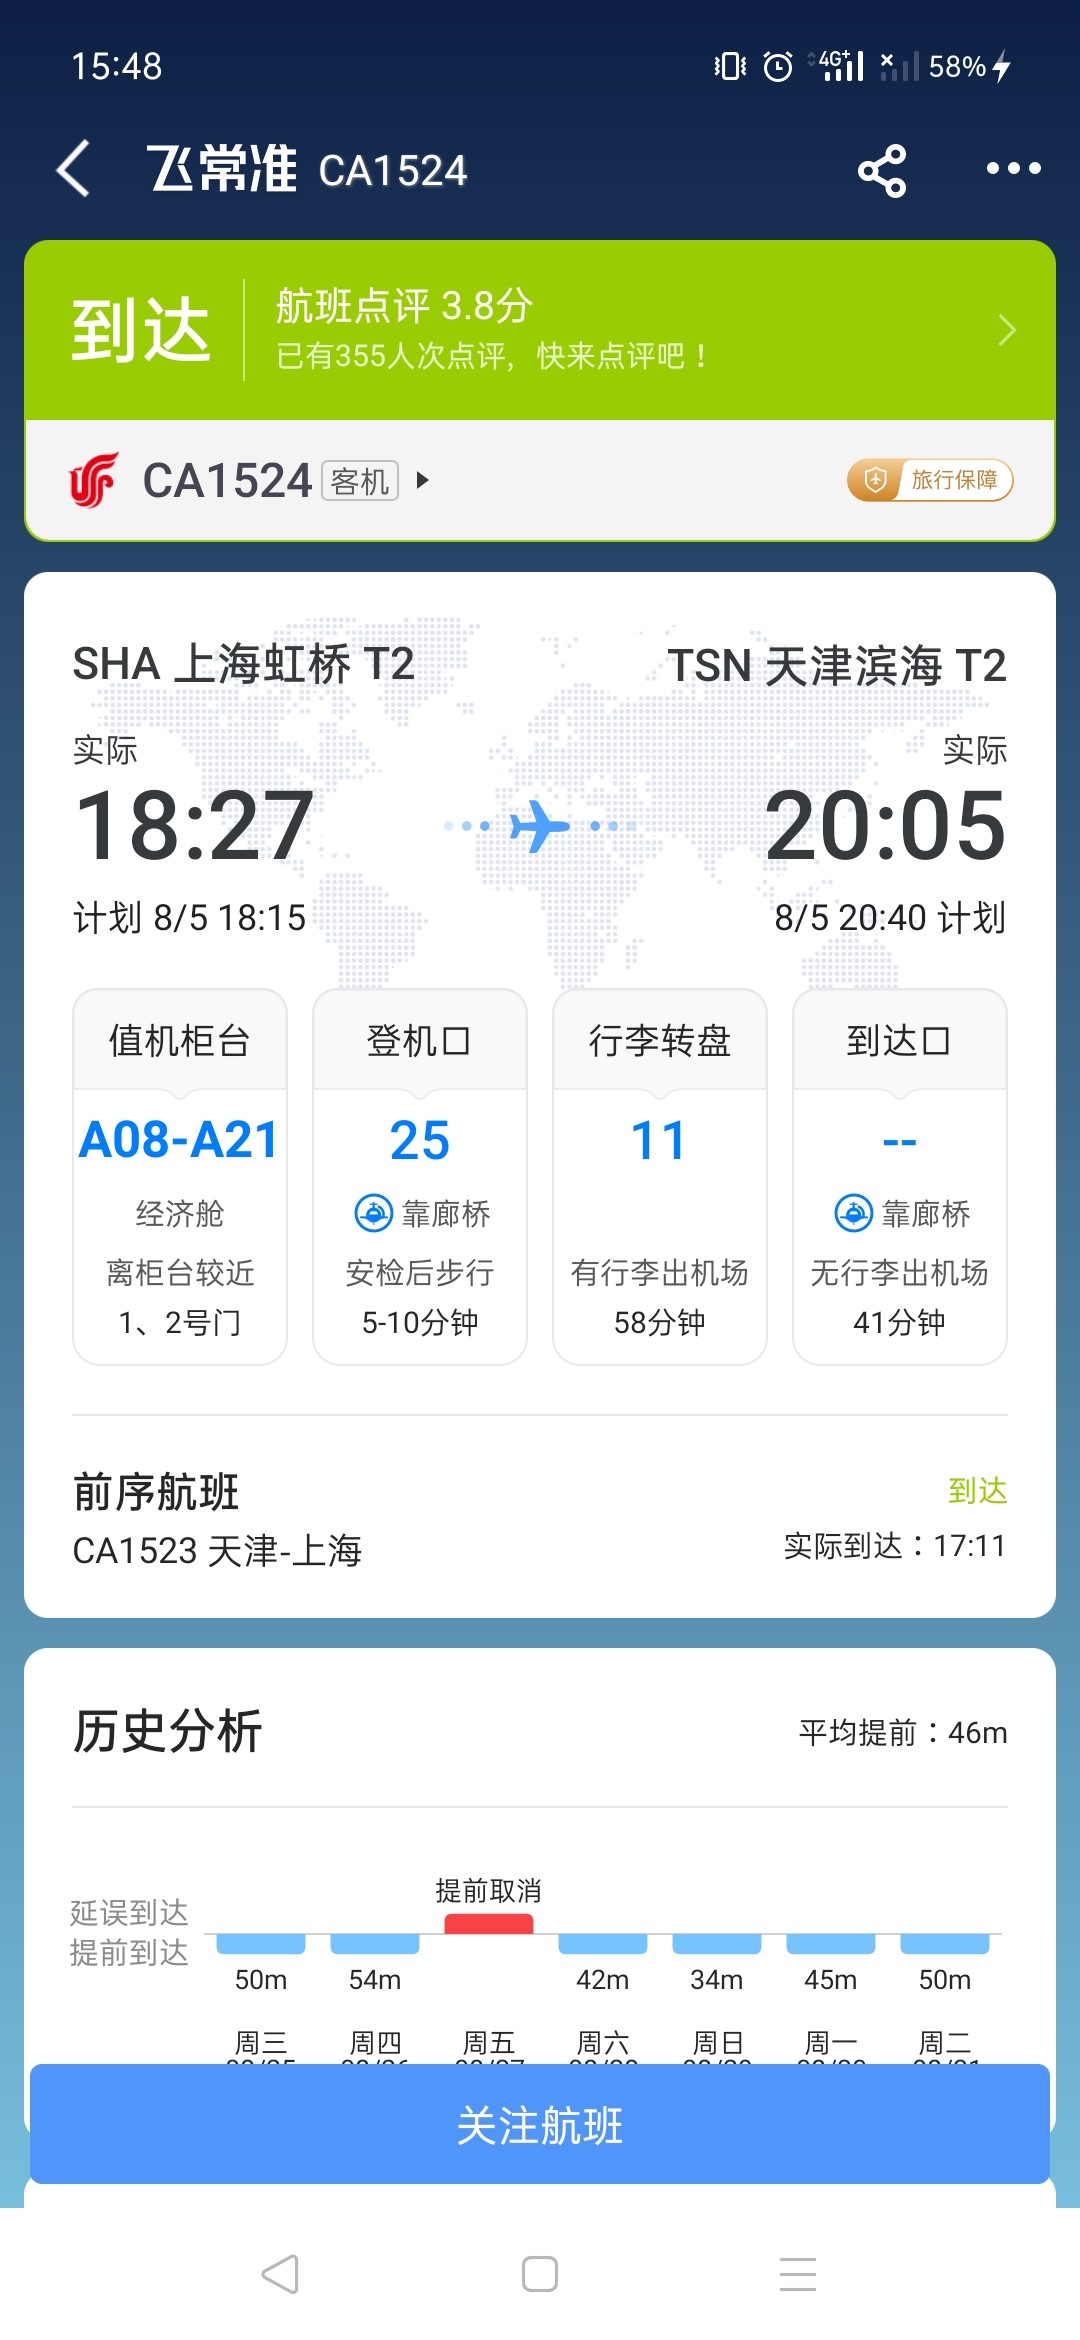 15:48
4G+
58%
飞常准 CA1524
到达
航班点评 3.8分
已有355人次点评，快来点评吧！
CA1524 客机
旅行保障
SHA 上海虹桥 T2
TSN 天津滨海 T2
实际
实际
18:27
20:05
计划 8/5 18:15
8/5 20:40 计划
值机柜台
登机口
行李转盘
到达口
A08-A21
25
11
--
经济舱
靠廊桥
靠廊桥
离柜台较近
安检后步行
有行李出机场
无行李出机场
1、2号门
5-10分钟
58分钟
41分钟
前序航班
到达
CA1523 天津-上海
实际到达：17:11
历史分析
平均提前：46m
提前取消
延误到达
提前到达
50m
54m
42m
34m
45m
50m
周三
周四
周五
周六
周日
周一
周二
关注航班